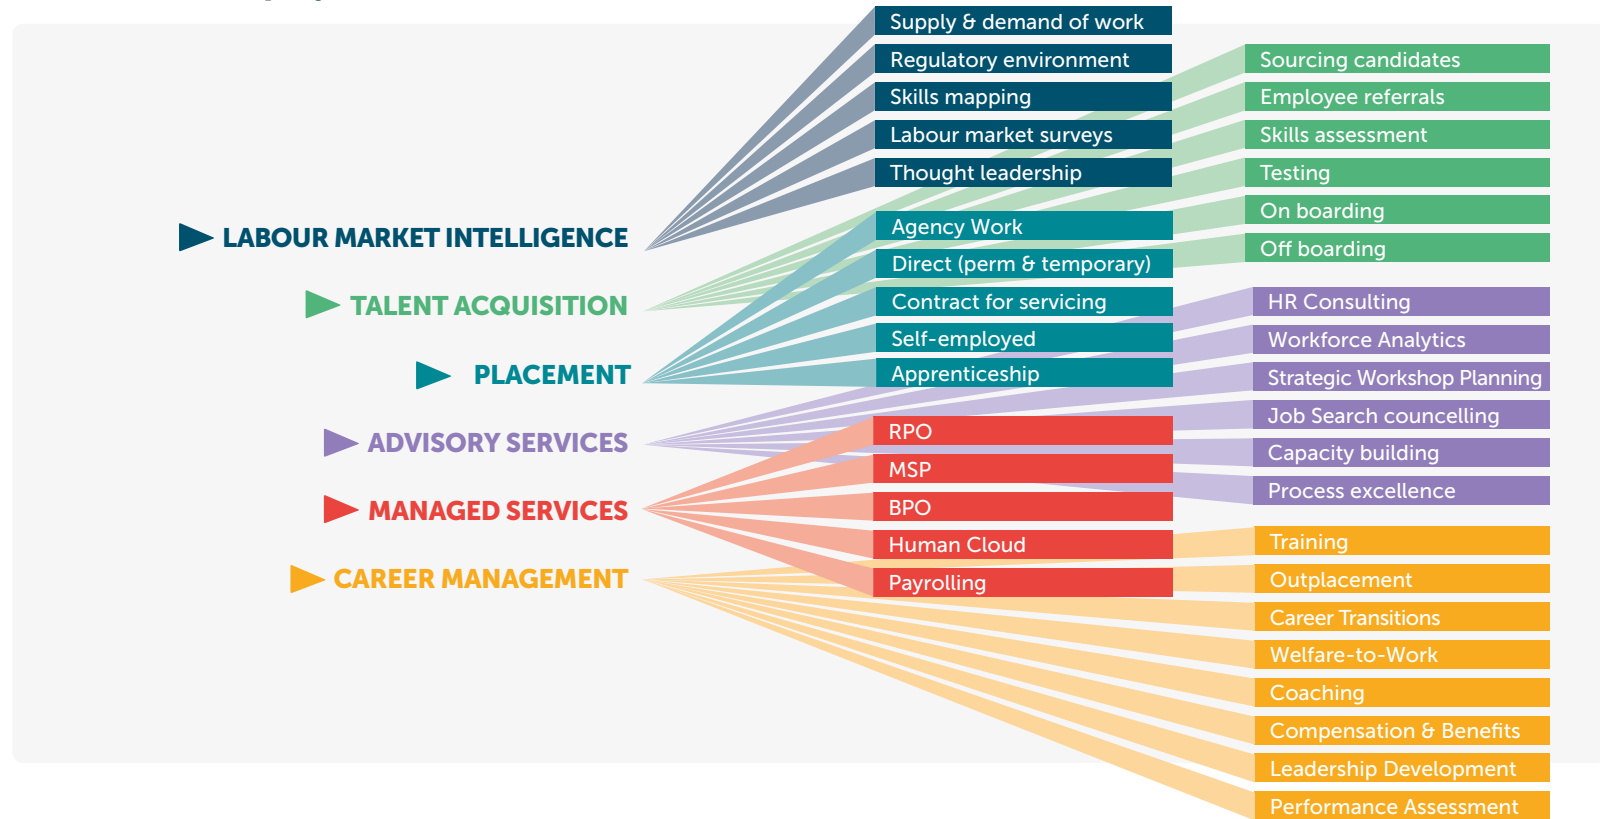 LABOUR MARKET INTELLIGENCE
TALENT ACQUISITION
PLACEMENT
ADVISORY SERVICES
MANAGED SERVICES
CAREER MANAGEMENT
Supply & demand of work
Regulatory environment
Skills mapping
Labour market surveys
Thought leadership
Agency Work
Direct (perm & temporary)
Contract for servicing
Self-employed
Apprenticeship
RPO
MSP
BPO
Human Cloud
Payrolling
Sourcing candidates
Employee referrals
Skills assessment
Testing
On boarding
Off boarding
HR Consulting
Workforce Analytics
Strategic Workshop Planning
Job Search councelling
Capacity building
Process excellence
Training
Outplacement
Career Transitions
Welfare-to-Work
Coaching
Compensation & Benefits
Leadership Development
Performance Assessment